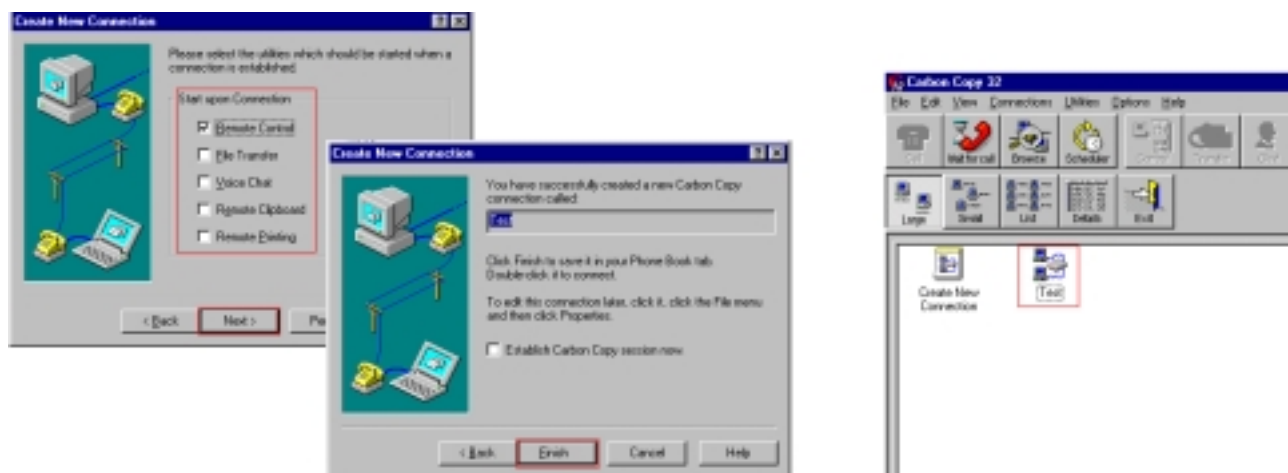 Create New Connection
Please select the utilities which should be started when a
connection is established.
Start upon Connection
Remote Control
File Transfer
Voice Chat
Remote Clipboard
Remote Printing
< Back
Next >
Create New Connection
You have successfully created a new Carbon Copy
connection called:
Test
Click Finish to save it in your Phone Book tab.
Double-click it to connect.
To edit this connection later, click it, click the File menu
and then click Properties.
Establish Carbon Copy session now
< Back
Finish
Cancel
Help
Carbon Copy 32
File Edit View Connections Utilities Options Help
Call Wait for call Browse Scheduler Control Transfer Chat
Large Small List Details Exit
Create New
Connection
Test